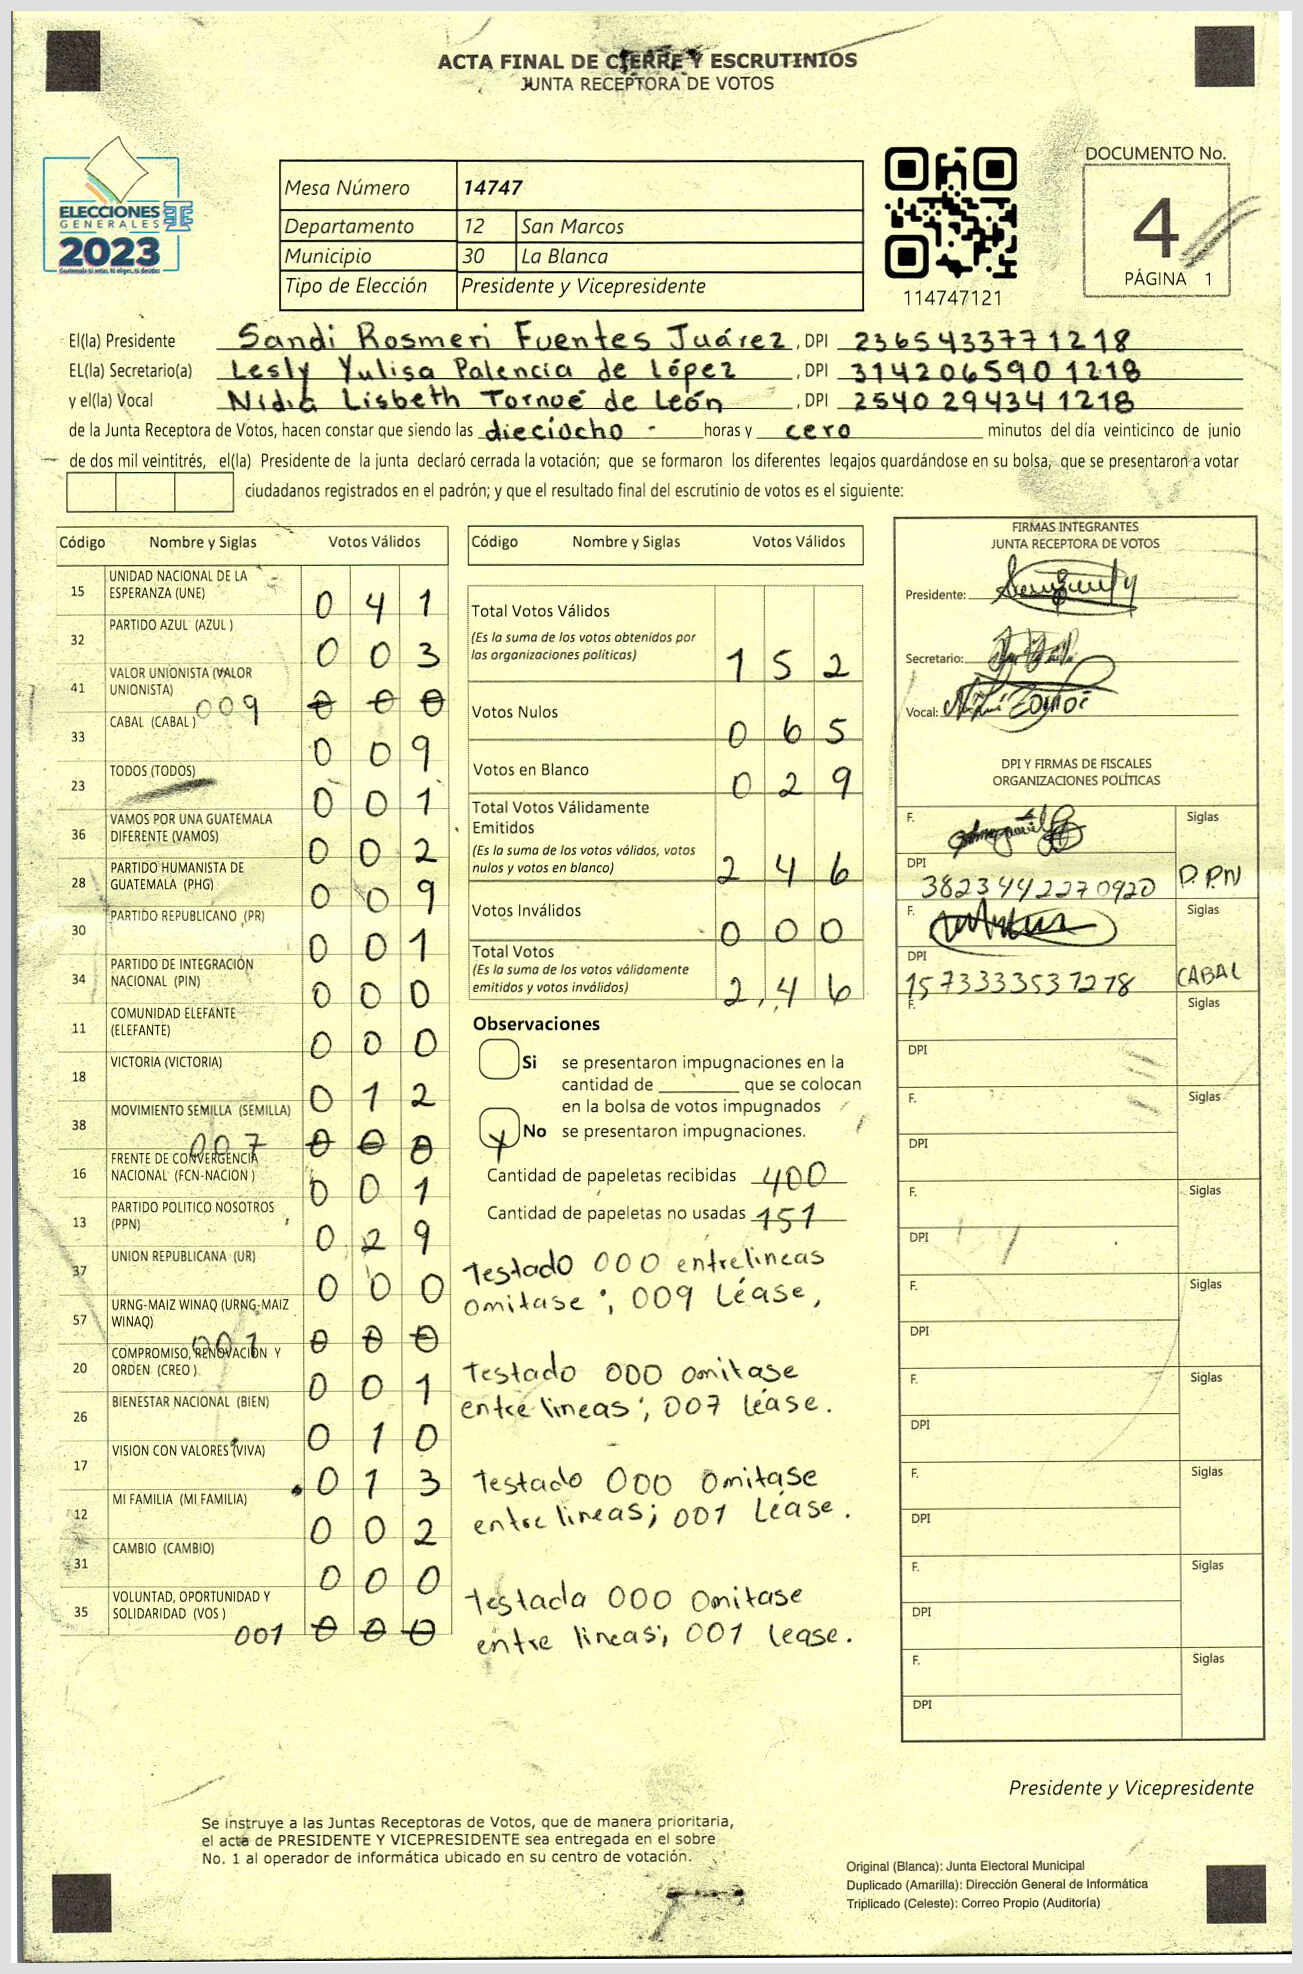 ACTA FINAL DE CIERRE Y ESCRUTINIOS
JUNTA RECEPTORA DE VOTOS
ELECCIONES
GENERALES
2023
Mesa Número 14747
Departamento 12 San Marcos
Municipio 30 La Blanca
Tipo de Elección Presidente y Vicepresidente
114747121
DOCUMENTO No.
4
PÁGINA 1
El(la) Presidente Sandi Rosmeri Fuentes Juárez, DPI 2365433771218
EL(la) Secretario(a) Lesly Yulisa Palencia de López, DPI 3142065901218
y el(la) Vocal Nidia Lisbeth Tornoé de León, DPI 2540294341218
de la Junta Receptora de Votos, hacen constar que siendo las dieciocho - horas y cero minutos del día veinticinco de junio
de dos mil veintitrés, el(la) Presidente de la junta declaró cerrada la votación; que se formaron los diferentes legajos guardándose en su bolsa, que se presentaron a votar
ciudadanos registrados en el padrón; y que el resultado final del escrutinio de votos es el siguiente:
Código Nombre y Siglas Votos Válidos
15 UNIDAD NACIONAL DE LA ESPERANZA (UNE) 0 4 1
32 PARTIDO AZUL (AZUL ) 0 0 3
41 VALOR UNIONISTA (VALOR UNIONISTA) 009 0 0 0
33 CABAL (CABAL ) 0 0 9
23 TODOS (TODOS) 0 0 1
36 VAMOS POR UNA GUATEMALA DIFERENTE (VAMOS) 0 0 2
28 PARTIDO HUMANISTA DE GUATEMALA (PHG) 0 0 9
30 PARTIDO REPUBLICANO (PR) 0 0 1
34 PARTIDO DE INTEGRACIÓN NACIONAL (PIN) 0 0 0
11 COMUNIDAD ELEFANTE (ELEFANTE) 0 0 0
18 VICTORIA (VICTORIA) 0 1 2
38 MOVIMIENTO SEMILLA (SEMILLA) 007 0 0 0
16 FRENTE DE CONVERGENCIA NACIONAL (FCN-NACION ) 0 0 1
13 PARTIDO POLITICO NOSOTROS (PPN) 0 2 9
37 UNION REPUBLICANA (UR) 0 0 0
57 URNG-MAIZ WINAQ (URNG-MAIZ WINAQ) 001 0 0 0
20 COMPROMISO, RENOVACIÓN Y ORDEN (CREO ) 0 0 1
26 BIENESTAR NACIONAL (BIEN) 0 1 0
17 VISION CON VALORES (VIVA) 0 1 3
12 MI FAMILIA (MI FAMILIA) 0 0 2
31 CAMBIO (CAMBIO) 0 0 0
35 VOLUNTAD, OPORTUNIDAD Y SOLIDARIDAD (VOS ) 001 0 0 0
Código Nombre y Siglas Votos Válidos
Total Votos Válidos
(Es la suma de los votos obtenidos por
las organizaciones políticas) 1 5 2
Votos Nulos 0 6 5
Votos en Blanco 0 2 9
Total Votos Válidamente
Emitidos
(Es la suma de los votos válidos, votos
nulos y votos en blanco) 2 4 6
Votos Inválidos 0 0 0
Total Votos
(Es la suma de los votos válidamente
emitidos y votos inválidos) 2 4 6
Observaciones
Si se presentaron impugnaciones en la
cantidad de ________ que se colocan
en la bolsa de votos impugnados
No se presentaron impugnaciones.
Cantidad de papeletas recibidas 400
Cantidad de papeletas no usadas 151
Testado 000 entrelineas
omitase ; 009 Léase,
Testado 000 omitase
entre lineas; 007 léase.
Testado 000 omitase
entre lineas; 001 Léase.
Testada 000 omitase
entre lineas; 001 lease.
FIRMAS INTEGRANTES
JUNTA RECEPTORA DE VOTOS
Presidente:
Secretario:
Vocal:
DPI Y FIRMAS DE FISCALES
ORGANIZACIONES POLÍTICAS
F. Siglas
DPI 3823442270920 P.P.N
F. Siglas
DPI 1573333531218 CABAL
F. Siglas
DPI
F. Siglas
DPI
F. Siglas
DPI
F. Siglas
DPI
F. Siglas
DPI
F. Siglas
DPI
F. Siglas
DPI
F. Siglas
DPI
Presidente y Vicepresidente
Se instruye a las Juntas Receptoras de Votos, que de manera prioritaria,
el acta de PRESIDENTE Y VICEPRESIDENTE sea entregada en el sobre
No. 1 al operador de informática ubicado en su centro de votación.
Original (Blanca): Junta Electoral Municipal
Duplicado (Amarilla): Dirección General de Informática
Triplicado (Celeste): Correo Propio (Auditoría)